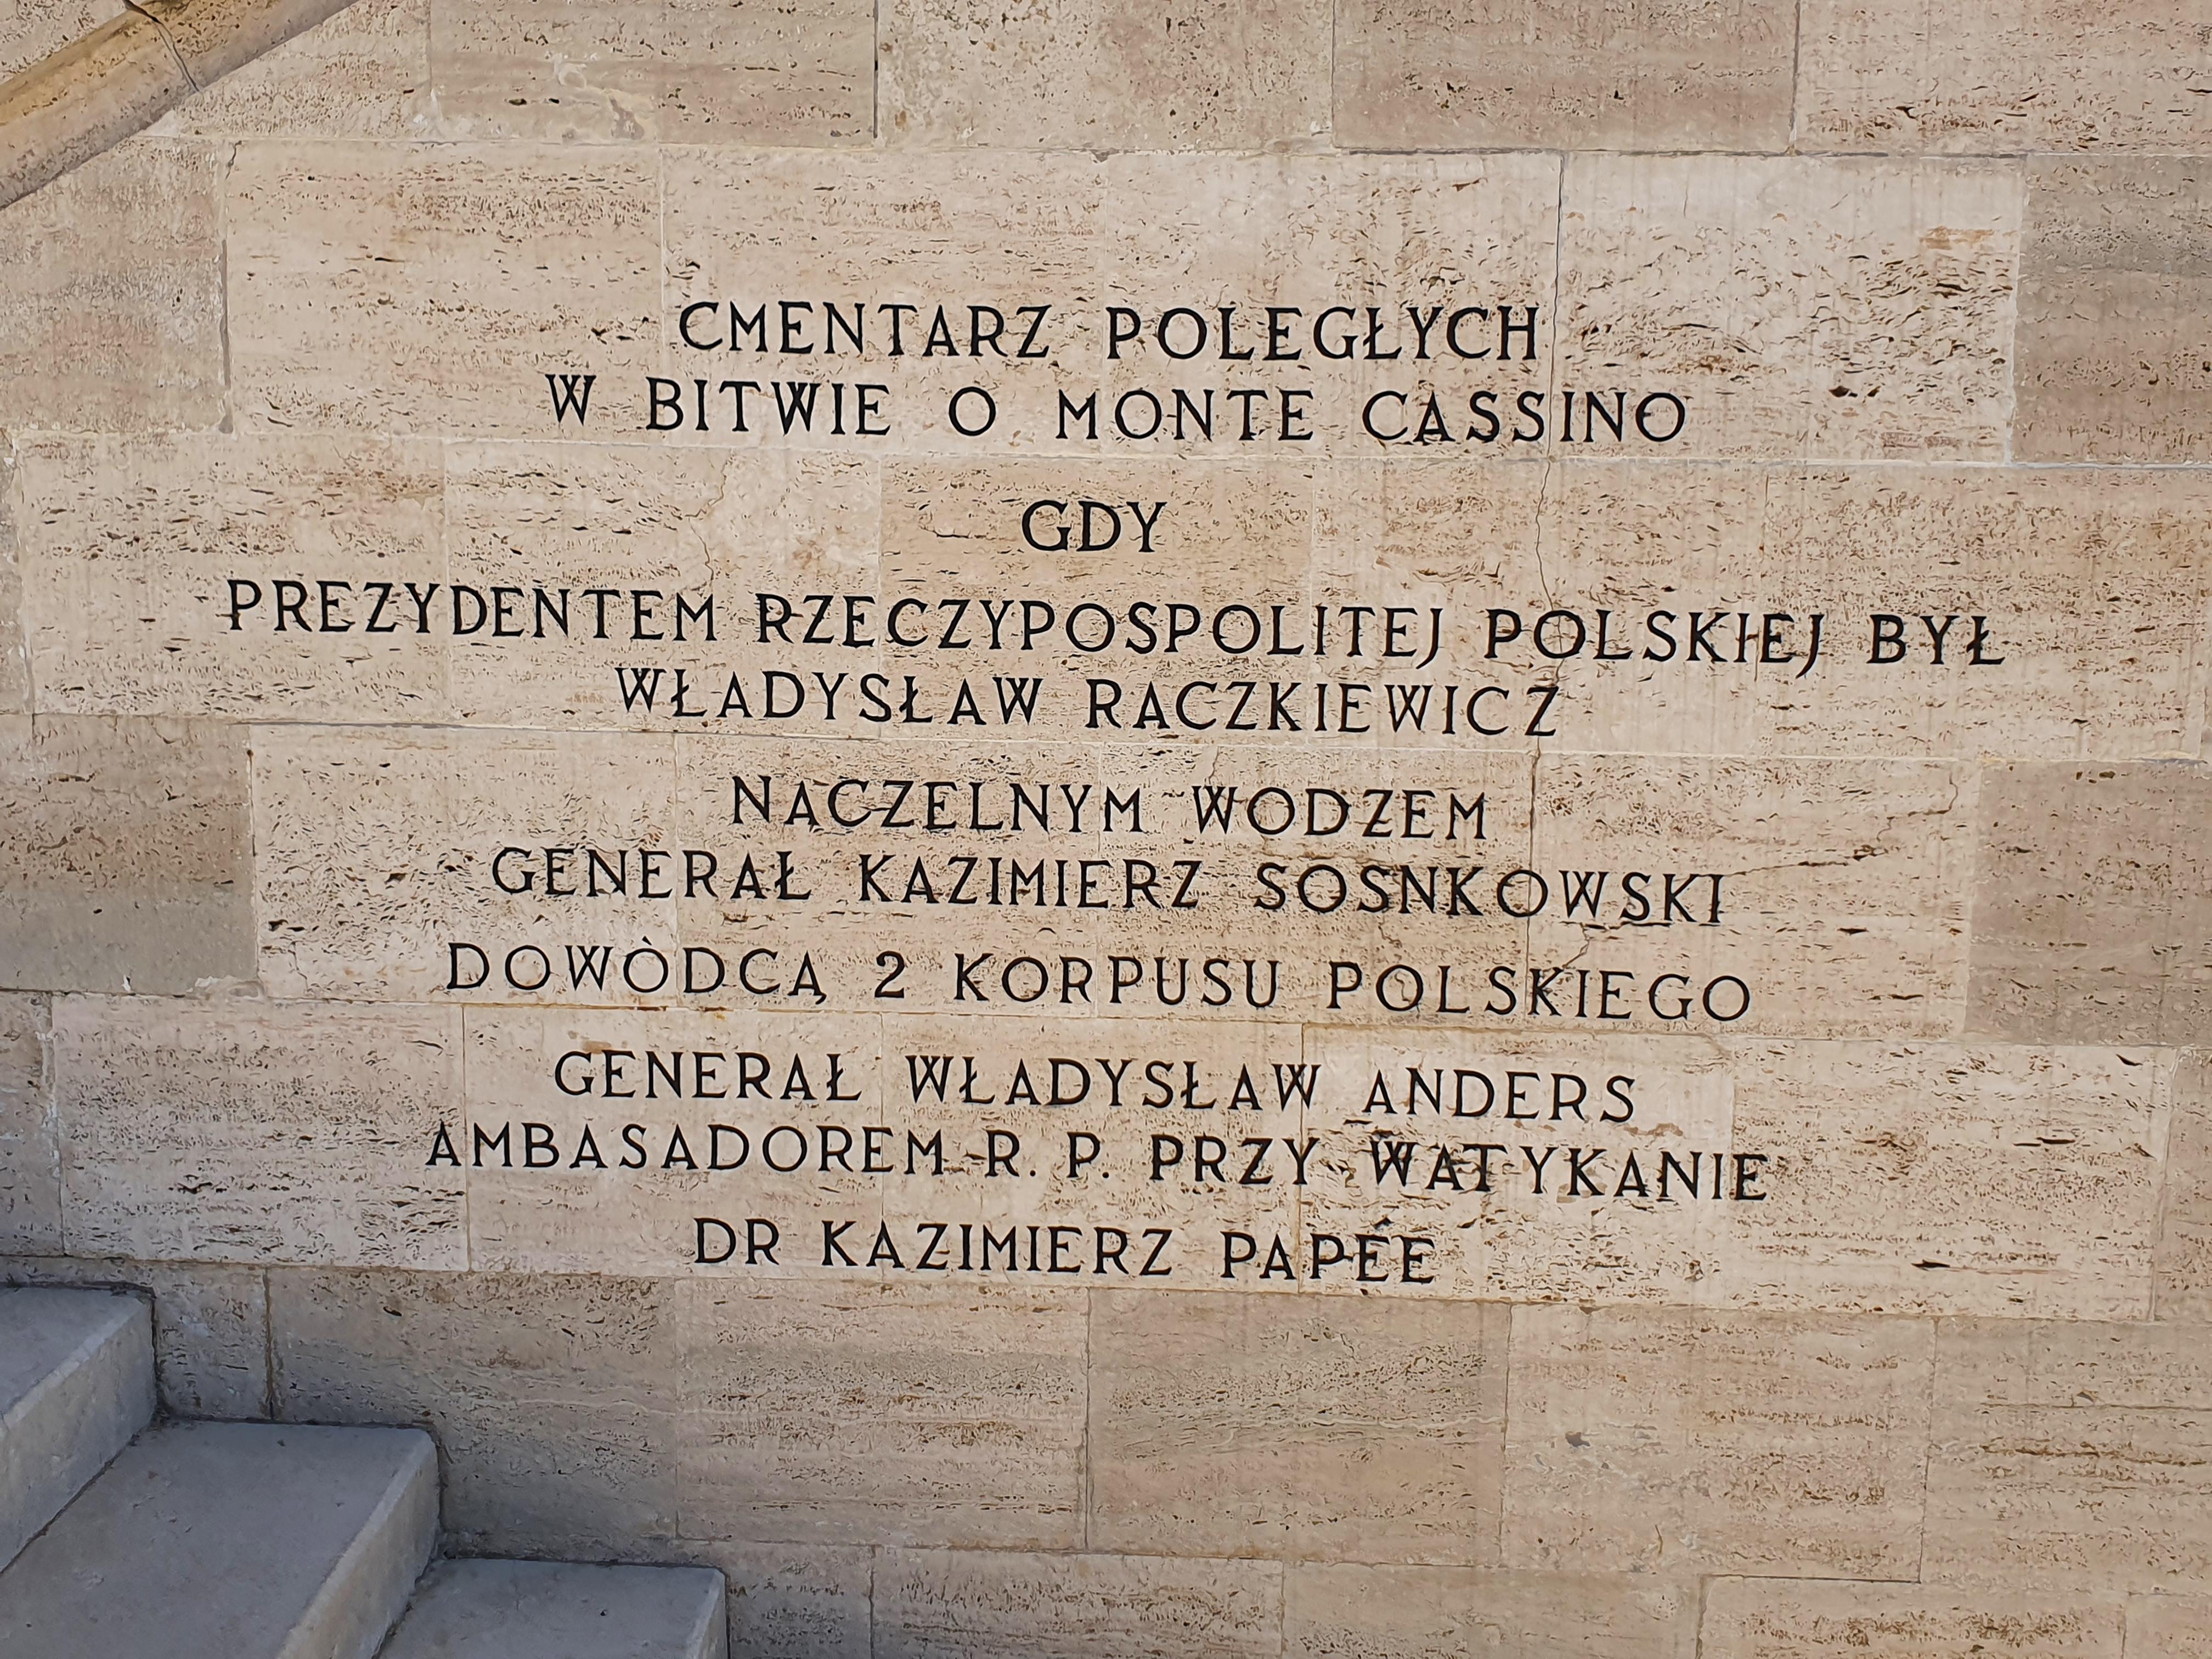 CMENTARZ POLEGŁYCH
W BITWIE O MONTE CASSINO
GDY
PREZYDENTEM RZECZYPOSPOLITEJ POLSKIEJ BYŁ
WŁADYSŁAW RACZKIEWICZ
NACZELNYM WODZEM
GENERAŁ KAZIMIERZ SOSNKOWSKI
DOWÒDCĄ 2 KORPUSU POLSKIEGO
GENERAŁ WŁADYSŁAW ANDERS
AMBASADOREM R. P. PRZY WATYKANIE
DR KAZIMIERZ PAPÉE